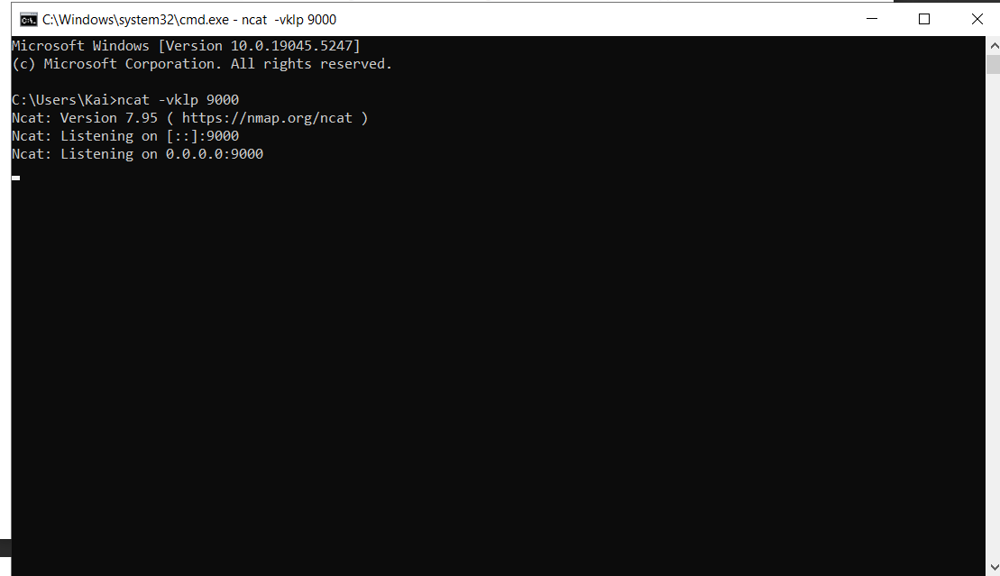 C:\Windows\system32\cmd.exe - ncat  -vklp 9000
Microsoft Windows [Version 10.0.19045.5247]
(c) Microsoft Corporation. All rights reserved.
C:\Users\Kai>ncat -vklp 9000
Ncat: Version 7.95 ( https://nmap.org/ncat )
Ncat: Listening on [::]:9000
Ncat: Listening on 0.0.0.0:9000